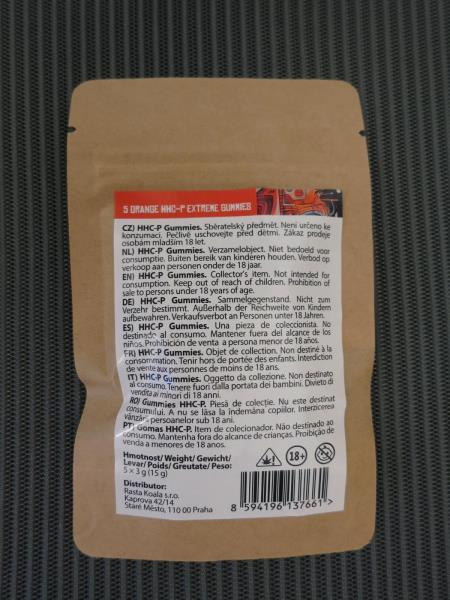 5 ORANGE HHC-P EXTREME GUMMIES
CZ) HHC-P Gummies. Sběratelský předmět. Není určeno ke
konzumaci. Pečlivě uschovejte před dětmi. Zákaz prodeje
osobám mladším 18 let.
NL) HHC-P Gummies. Verzamelobject. Niet bedoeld voor
consumptie. Buiten bereik van kinderen houden. Verbod op
verkoop aan personen onder de 18 jaar.
EN) HHC-P Gummies. Collector's item. Not intended for
consumption. Keep out of reach of children. Prohibition of
sale to persons under 18 years of age.
DE) HHC-P Gummies. Sammelgegenstand. Nicht zum
Verzehr bestimmt. Außerhalb der Reichweite von Kindern
aufbewahren. Verkaufsverbot an Personen unter 18 Jahren.
ES) HHC-P Gummies. Una pieza de coleccionista. No
destinado al consumo. Mantener fuera del alcance de los
niños. Prohibición de venta a persona menor de 18 años.
FR) HHC-P Gummies. Objet de collection. Non destiné à la
consommation. Tenir hors de portée des enfants. Interdiction
de vente aux personnes de moins de 18 ans.
IT) HHC-P Gummies. Oggetto da collezione. Non destinato
al consumo. Tenere fuori dalla portata dei bambini. Divieto di
vendita ai minori di 18 anni.
RO) Gummies HHC-P. Piesă de colecție. Nu este destinat
consumului. A nu se lăsa la îndemâna copiilor. Interzicerea
vânzării persoanelor sub 18 ani.
PT) Gomas HHC-P. Item de colecionador. Não destinado ao
consumo. Mantenha fora do alcance de crianças. Proibição de
venda a menores de 18 anos.
Hmotnost/ Weight/ Gewicht/
Levar/ Poids/ Greutate/ Peso:
5 × 3 g (15 g)
18+
Distributor:
Rasta Koala s.r.o.
Kaprova 42/14
Staré Město, 110 00 Praha
8 594196 137661 >